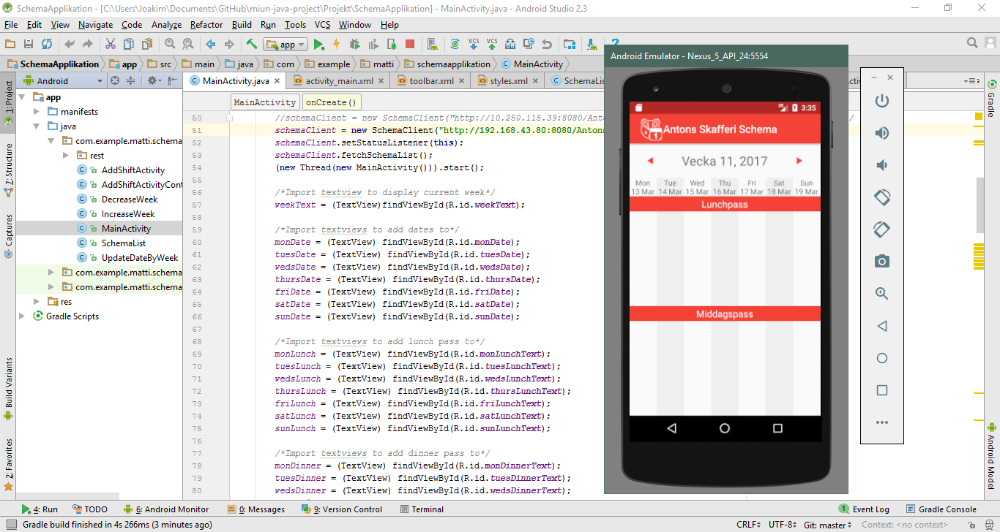 SchemaApplikation - [C:\Users\Joakim\Documents\GitHub\miun-java-project\Projekt\SchemaApplikation] - MainActivity.java - Android Studio 2.3
File Edit View Navigate Code Analyze Refactor Build Run Tools VCS Window Help
app VCS VCS ?
SchemaApplikation app src main java com example matti schemaapplikation MainActivity
1: Project
7: Structure
Captures
Build Variants
2: Favorites
Android
app
manifests
java
com.example.matti.schema
rest
AddShiftActivity
AddShiftActivityCont
DecreaseWeek
IncreaseWeek
MainActivity
SchemaList
UpdateDateByWeek
com.example.matti.schema
com.example.matti.schema
res
Gradle Scripts
MainActivity.java activity_main.xml toolbar.xml styles.xml SchemaLis
MainActivity onCreate()
50 //schemaClient = new SchemaClient("http://10.250.115.39:8080/Anto
51 schemaClient = new SchemaClient("http://192.168.43.80:8080/Antons
52 schemaClient.setStatusListener(this);
53 schemaClient.fetchSchemaList();
54 (new Thread(new MainActivity())).start();
55
56 /*Import textview to display current week*/
57 weekText = (TextView)findViewById(R.id.weekText);
58
59 /*Import textviews to add dates to*/
60 monDate = (TextView) findViewById(R.id.monDate);
61 tuesDate = (TextView) findViewById(R.id.tuesDate);
62 wedsDate = (TextView) findViewById(R.id.wedsDate);
63 thursDate = (TextView) findViewById(R.id.thursDate);
64 friDate = (TextView) findViewById(R.id.friDate);
65 satDate = (TextView) findViewById(R.id.satDate);
66 sunDate = (TextView) findViewById(R.id.sunDate);
67
68 /*Import textviews to add lunch pass to*/
69 monLunch = (TextView) findViewById(R.id.monLunchText);
70 tuesLunch = (TextView) findViewById(R.id.tuesLunchText);
71 wedsLunch = (TextView) findViewById(R.id.wedsLunchText);
72 thursLunch = (TextView) findViewById(R.id.thursLunchText);
73 friLunch = (TextView) findViewById(R.id.friLunchText);
74 satLunch = (TextView) findViewById(R.id.satLunchText);
75 sunLunch = (TextView) findViewById(R.id.sunLunchText);
76
77 /*Import textviews to add dinner pass to*/
78 monDinner = (TextView) findViewById(R.id.monDinnerText);
79 tuesDinner = (TextView) findViewById(R.id.tuesDinnerText);
80 wedsDinner = (TextView) findViewById(R.id.wedsDinnerText);
Android Emulator - Nexus_5_API_24:5554
3:35
1 Antons Skafferi Schema
Vecka 11, 2017
Mon Tue Wed Thu Fri Sat Sun
13 Mar 14 Mar 15 Mar 16 Mar 17 Mar 18 Mar 19 Mar
Lunchpass
Middagspass
Gradle
Android Model
4: Run TODO 6: Android Monitor 0: Messages 9: Version Control Terminal 1 Event Log Gradle Console
Gradle build finished in 4s 266ms (3 minutes ago) CRLF UTF-8 Git: master Context: <no context>